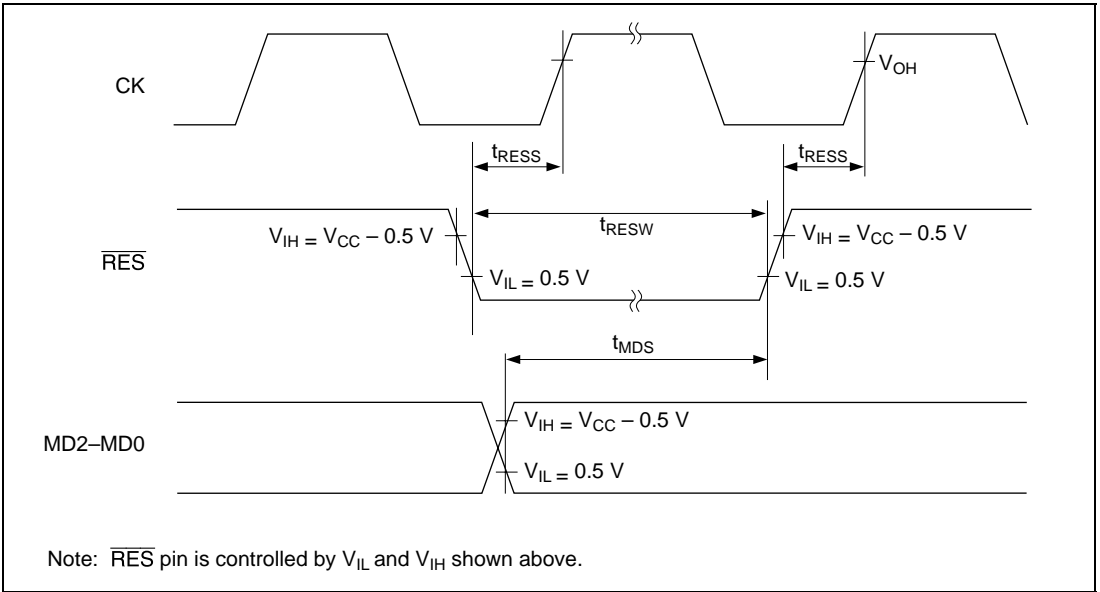 CK
V_OH
t_RESS
t_RESS
t_RESW
V_IH = V_CC – 0.5 V
V_IH = V_CC – 0.5 V
RES
V_IL = 0.5 V
V_IL = 0.5 V
t_MDS
V_IH = V_CC – 0.5 V
MD2–MD0
V_IL = 0.5 V
Note: RES pin is controlled by V_IL and V_IH shown above.